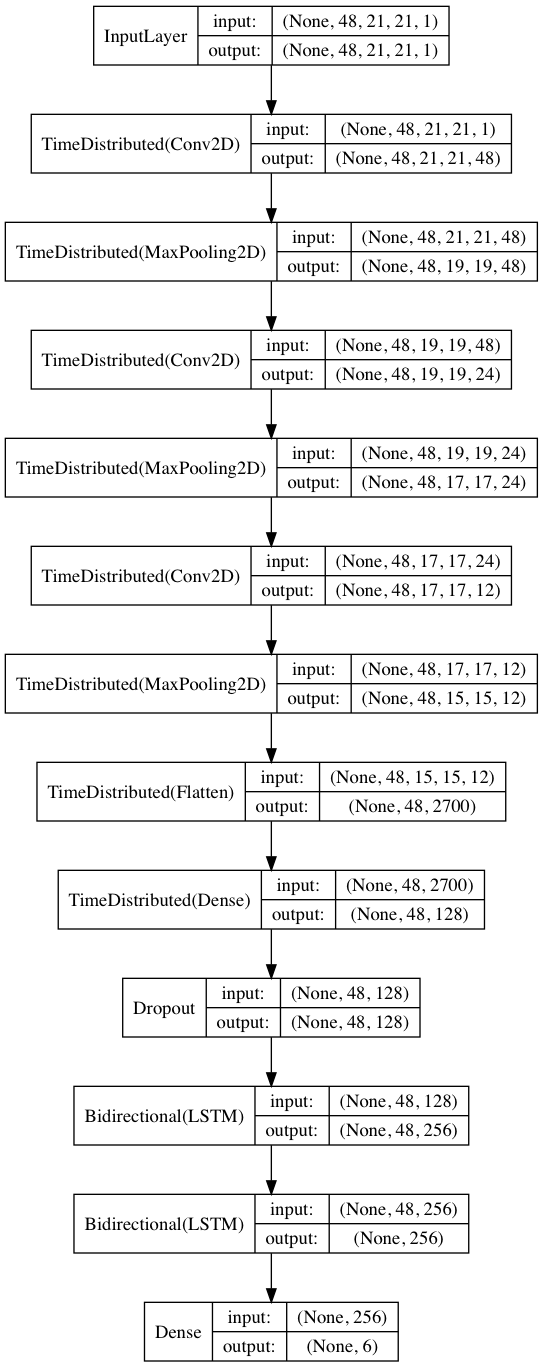 InputLayer input: (None, 48, 21, 21, 1)
output: (None, 48, 21, 21, 1)
TimeDistributed(Conv2D) input: (None, 48, 21, 21, 1)
output: (None, 48, 21, 21, 48)
TimeDistributed(MaxPooling2D) input: (None, 48, 21, 21, 48)
output: (None, 48, 19, 19, 48)
TimeDistributed(Conv2D) input: (None, 48, 19, 19, 48)
output: (None, 48, 19, 19, 24)
TimeDistributed(MaxPooling2D) input: (None, 48, 19, 19, 24)
output: (None, 48, 17, 17, 24)
TimeDistributed(Conv2D) input: (None, 48, 17, 17, 24)
output: (None, 48, 17, 17, 12)
TimeDistributed(MaxPooling2D) input: (None, 48, 17, 17, 12)
output: (None, 48, 15, 15, 12)
TimeDistributed(Flatten) input: (None, 48, 15, 15, 12)
output: (None, 48, 2700)
TimeDistributed(Dense) input: (None, 48, 2700)
output: (None, 48, 128)
Dropout input: (None, 48, 128)
output: (None, 48, 128)
Bidirectional(LSTM) input: (None, 48, 128)
output: (None, 48, 256)
Bidirectional(LSTM) input: (None, 48, 256)
output: (None, 256)
Dense input: (None, 256)
output: (None, 6)